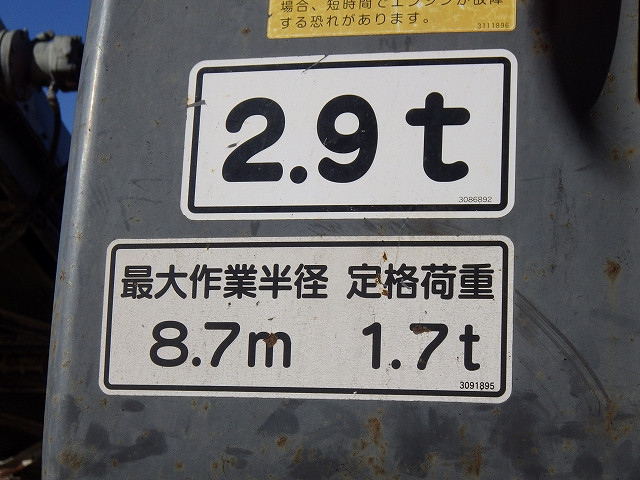 場合、短時間でエンジンが故障
する恐れがあります。
3111896
2.9t
3086892
最大作業半径 定格荷重
8.7m 1.7t
3091895